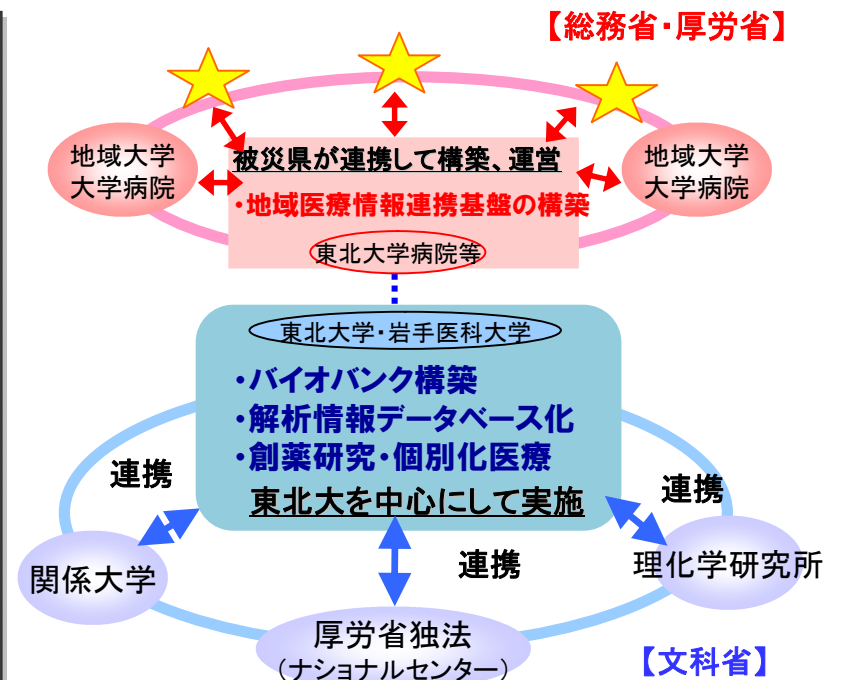 【総務省・厚労省】
地域大学
大学病院
被災県が連携して構築、運営
・地域医療情報連携基盤の構築
地域大学
大学病院
東北大学病院等
東北大学・岩手医科大学
・バイオバンク構築
・解析情報データベース化
・創薬研究・個別化医療
東北大を中心にして実施
連携
連携
連携
関係大学
理化学研究所
厚労省独法
（ナショナルセンター）
【文科省】